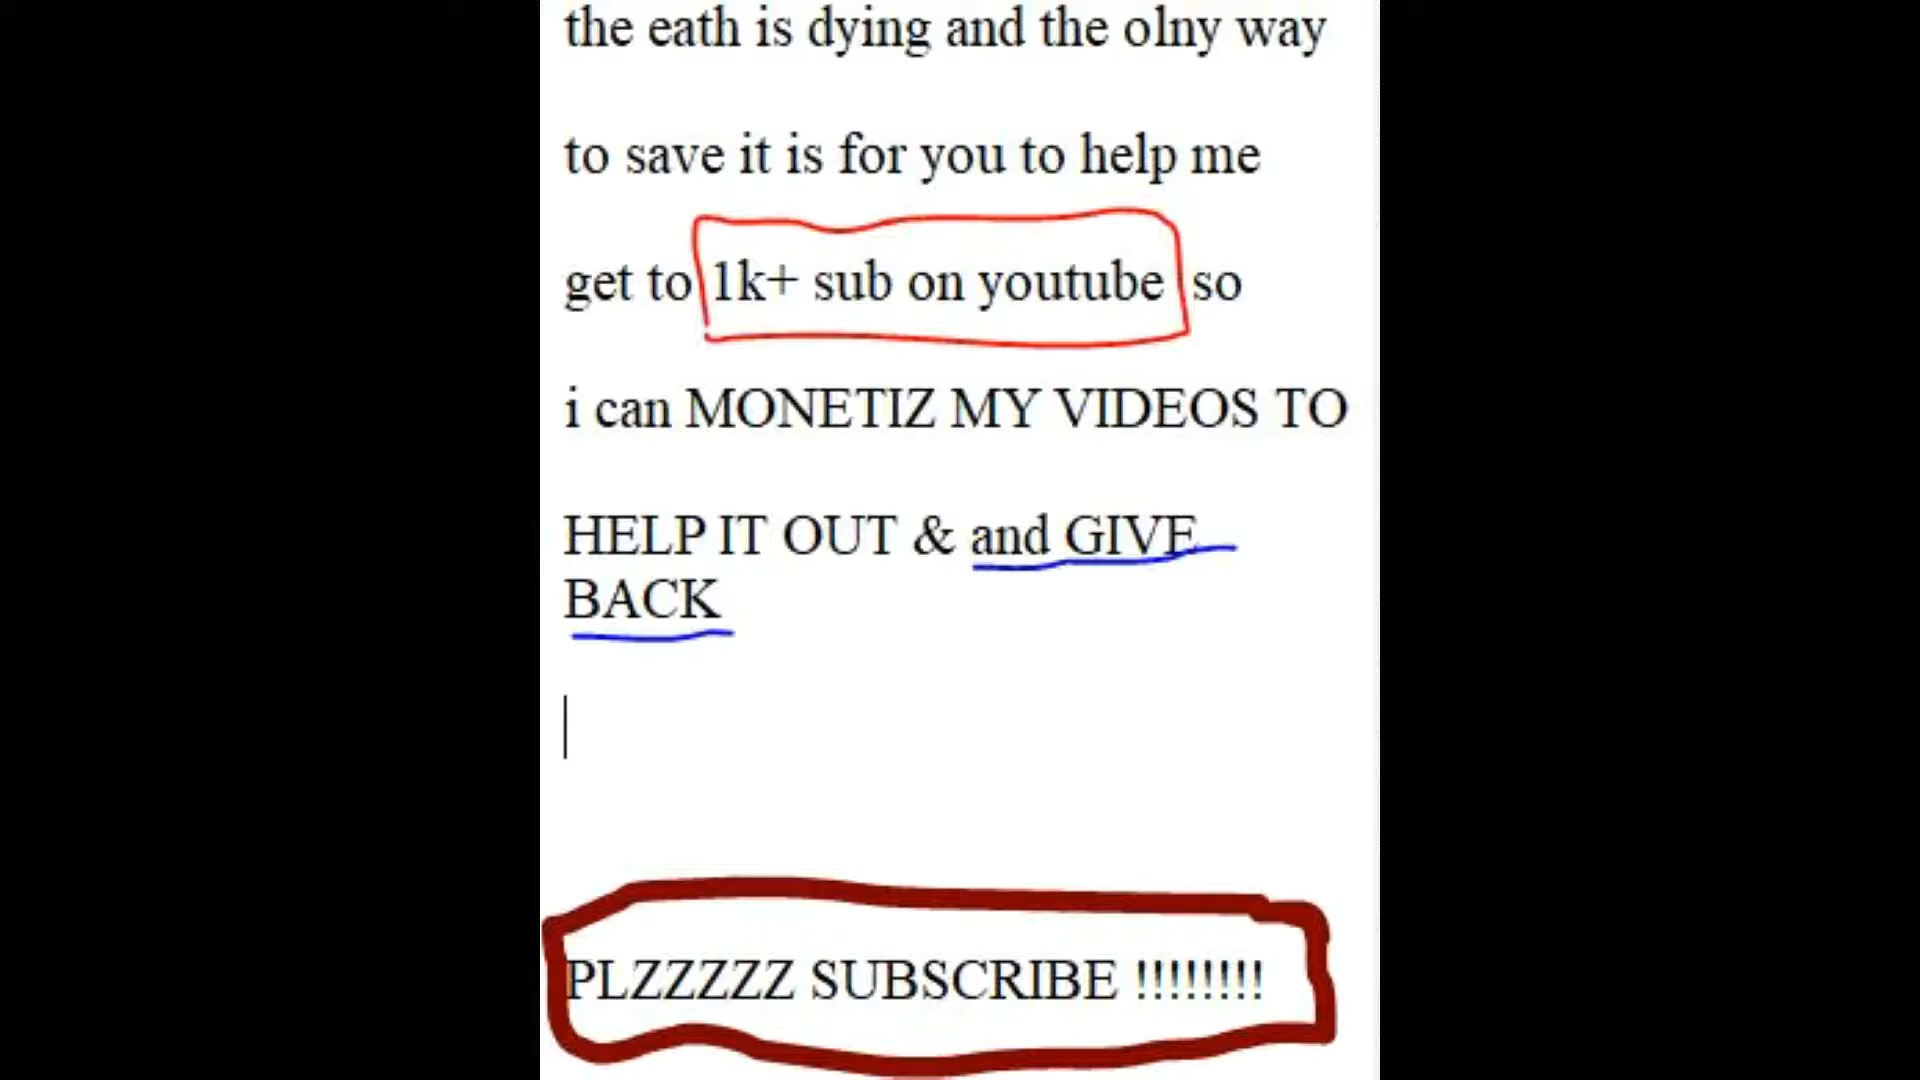 the eath is dying and the olny way
to save it is for you to help me
get to 1k+ sub on youtube so
i can MONETIZ MY VIDEOS TO
HELP IT OUT & and GIVE
BACK
PLZZZZZ SUBSCRIBE !!!!!!!!